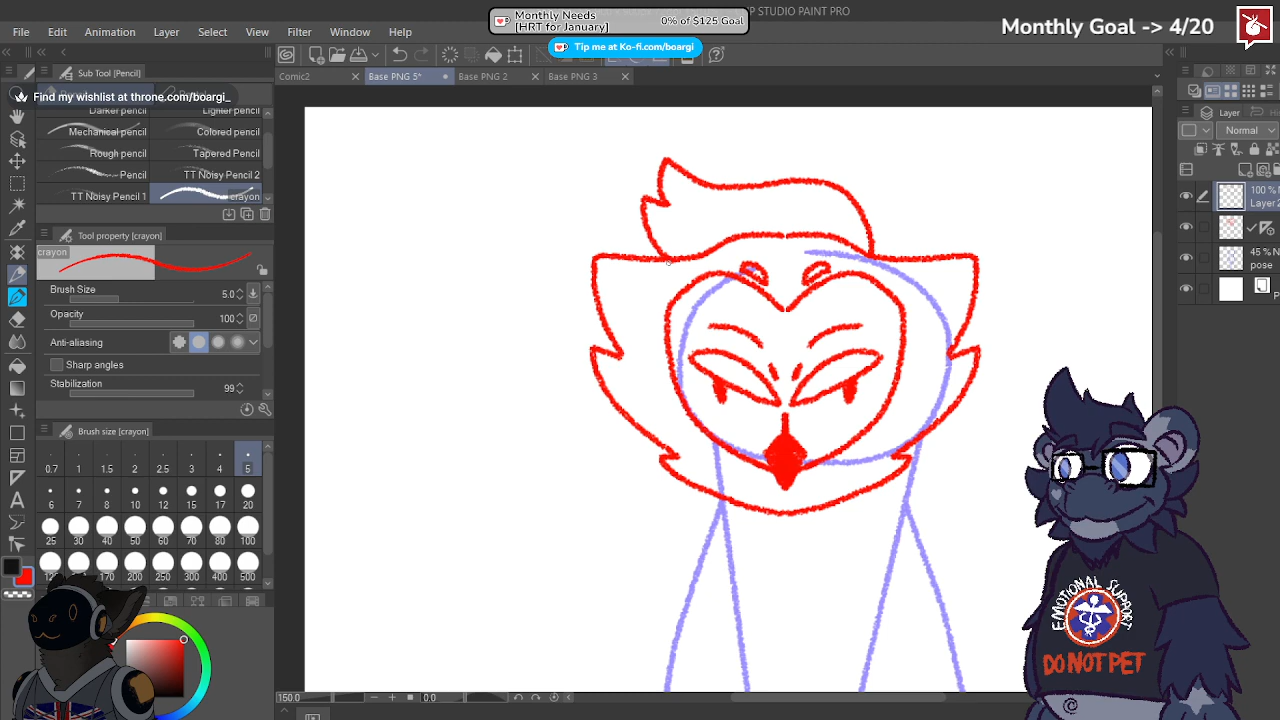 Monthly Needs
[HRT for January]
0% of $125 Goal
Tip me at Ko-fi.com/boargi
STUDIO PAINT PRO
Monthly Goal -> 4/20
File Edit Animation Layer Select View Filter Window Help
Sub Tool [Pencil]
Comic2
Base PNG 5*
Base PNG 2
Base PNG 3
Find my wishlist at throne.com/boargi_
Darker pencil
Lighter pencil
Mechanical pencil
Colored pencil
Rough pencil
Tapered Pencil
Pencil
TT Noisy Pencil 2
TT Noisy Pencil 1
crayon
Tool property [crayon]
crayon
Brush Size 5.0
Opacity 100
Anti-aliasing
Sharp angles
Stabilization 99
Brush size [crayon]
0.7 1 1.5 2 2.5 3 4 5
6 7 8 10 12 15 17 20
25 30 40 50 60 70 80 100
150 200 250 300 400 500
150.0
0.0
Layer
Normal
100 %
Layer 2
45 %
pose
EMOTIONAL SUPPORT
DO NOT PET